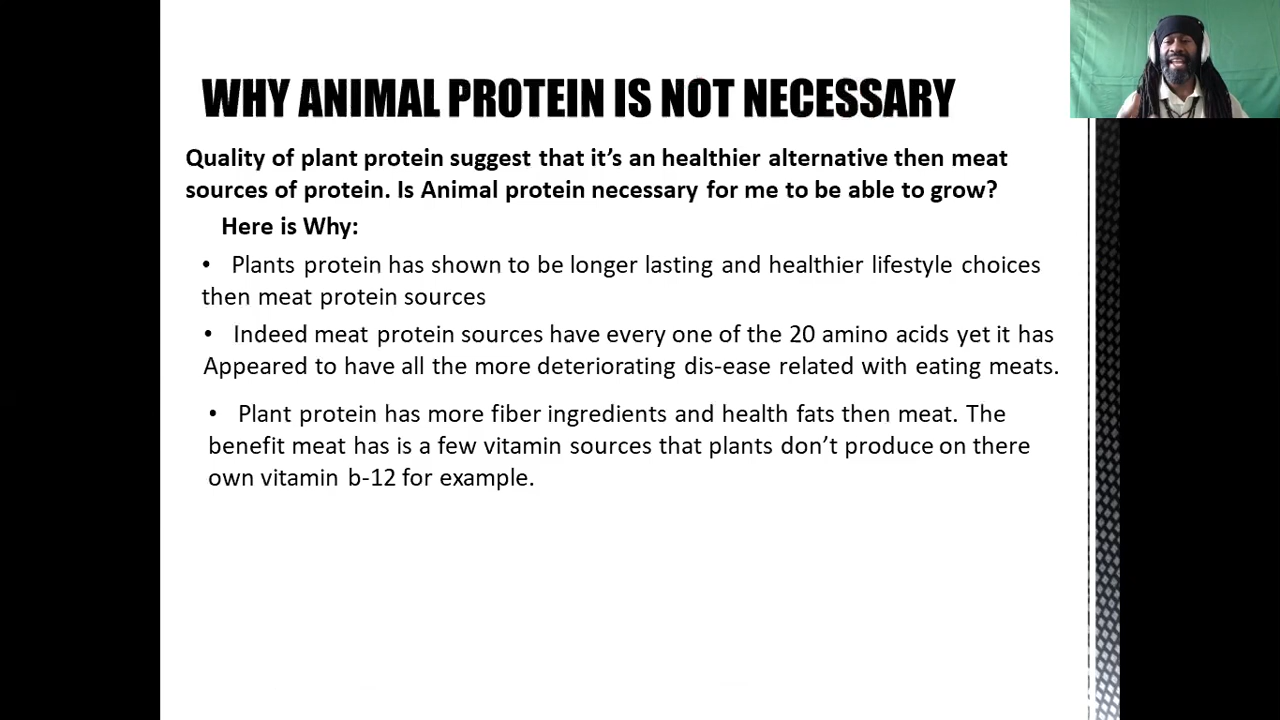 WHY ANIMAL PROTEIN IS NOT NECESSARY
Quality of plant protein suggest that it's an healthier alternative then meat
sources of protein. Is Animal protein necessary for me to be able to grow?
Here is Why:
• Plants protein has shown to be longer lasting and healthier lifestyle choices
then meat protein sources
• Indeed meat protein sources have every one of the 20 amino acids yet it has
Appeared to have all the more deteriorating dis-ease related with eating meats.
• Plant protein has more fiber ingredients and health fats then meat. The
benefit meat has is a few vitamin sources that plants don't produce on there
own vitamin b-12 for example.